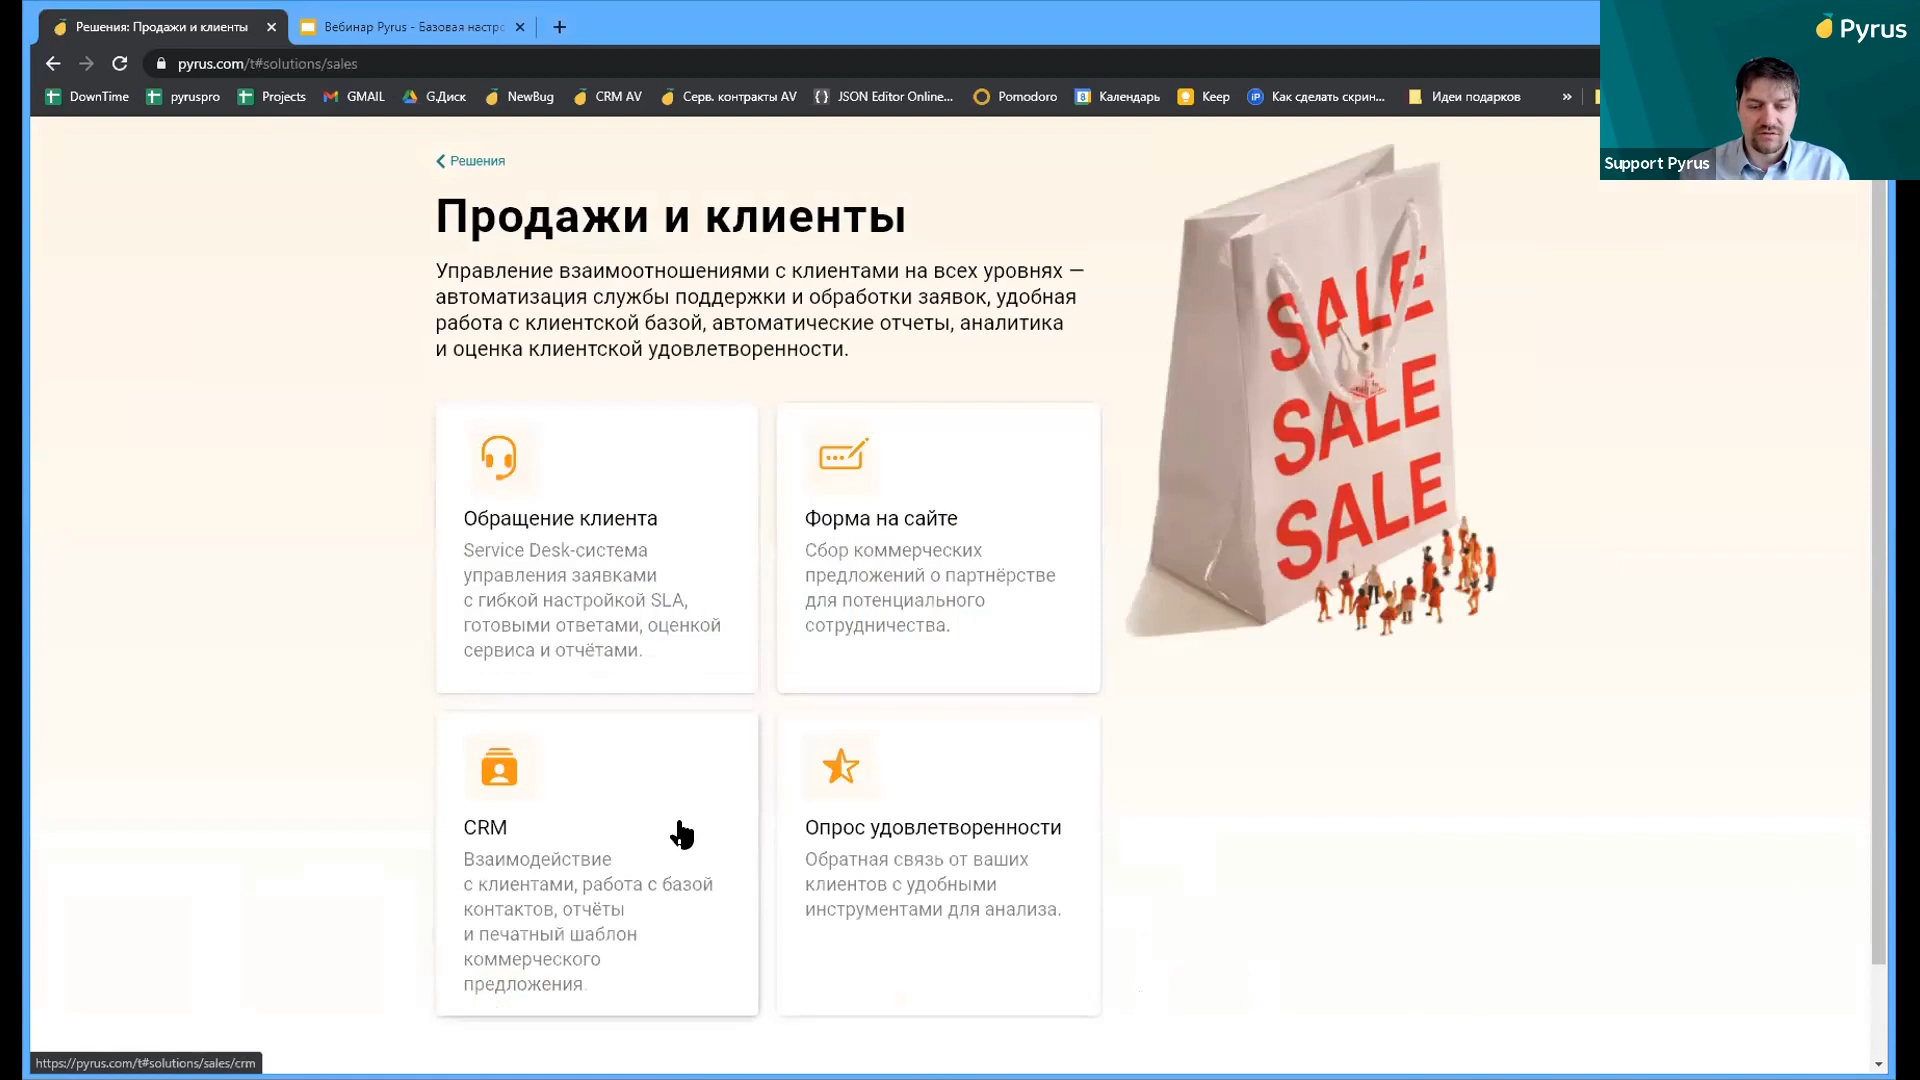 Решения: Продажи и клиенты
Вебинар Pyrus - Базовая настро
pyrus.com/t#solutions/sales
DownTime
pyruspro
Projects
GMAIL
G.Диск
NewBug
CRM AV
Серв. контракты AV
JSON Editor Online...
Pomodoro
Календарь
Keep
Как сделать скрин...
Идеи подарков
Pyrus
Support Pyrus
Решения
Продажи и клиенты
Управление взаимоотношениями с клиентами на всех уровнях —
автоматизация службы поддержки и обработки заявок, удобная
работа с клиентской базой, автоматические отчеты, аналитика
и оценка клиентской удовлетворенности.
SALE
SALE
SALE
Обращение клиента
Service Desk-система
управления заявками
с гибкой настройкой SLA,
готовыми ответами, оценкой
сервиса и отчётами.
Форма на сайте
Сбор коммерческих
предложений о партнёрстве
для потенциального
сотрудничества.
CRM
Взаимодействие
с клиентами, работа с базой
контактов, отчёты
и печатный шаблон
коммерческого
предложения.
Опрос удовлетворенности
Обратная связь от ваших
клиентов с удобными
инструментами для анализа.
https://pyrus.com/t#solutions/sales/crm